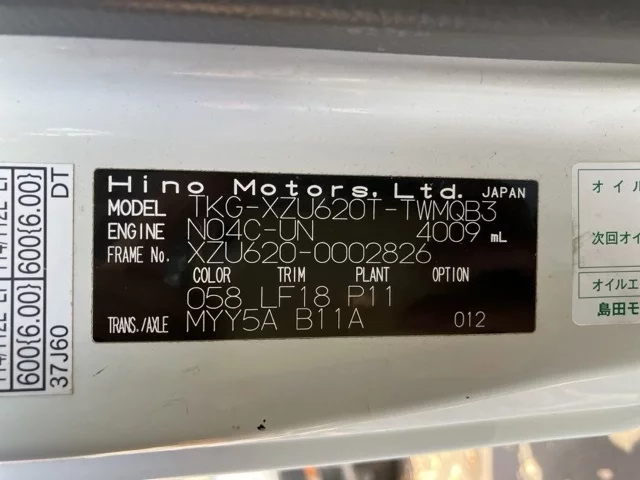 Hino Motors, Ltd. JAPAN
MODEL TKG-XZU620T-TWMQB3
ENGINE N04C-UN 4009 mL
FRAME No. XZU620-0002826
COLOR TRIM PLANT OPTION
058 LF18 P11
TRANS./AXLE MYY5A B11A 012
600(6.00) DT
600(6.00)
37J60
オイル
次回オイ
オイルエ
島田モ